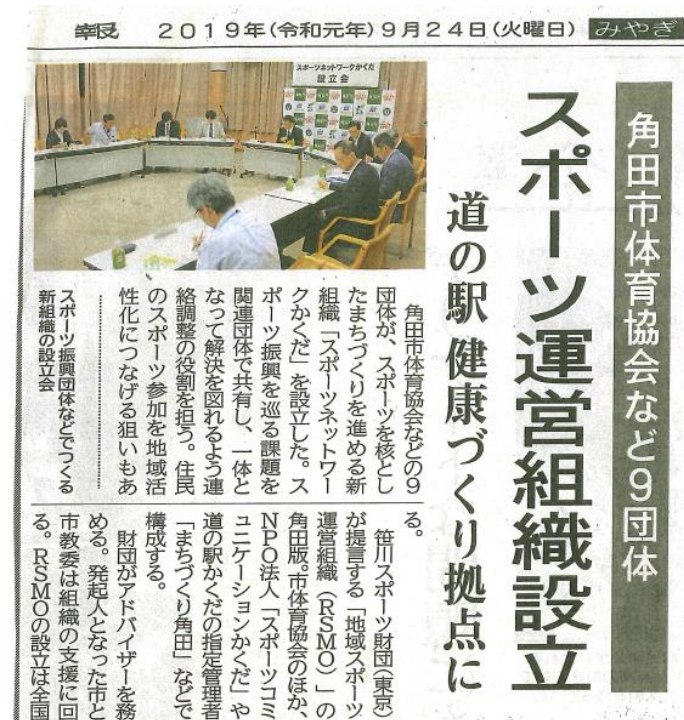 報 2019年(令和元年)9月24日(火曜日) みやぎ
角田市体育協会など9団体
スポーツ運営組織設立
道の駅 健康づくり拠点に
スポーツネットワークかくだ
設立会
スポーツ振興団体などでつくる
新組織の設立会
角田市体育協会などの9
団体が、スポーツを核とし
たまちづくりを進める新
組織「スポーツネットワー
クかくだ」を設立した。ス
ポーツ振興を巡る課題を
関連団体で共有し、一体と
なって解決を図れるよう連
絡調整の役割を担う。住民
のスポーツ参加を地域活
性化につなげる狙いもあ
る。
笹川スポーツ財団(東京)
が提言する「地域スポーツ
運営組織(RSMO)」の
角田版。市体育協会のほか、
NPO法人「スポーツコミ
ュニケーションかくだ」や
道の駅かくだの指定管理者
「まちづくり角田」などで
構成する。
財団がアドバイザーを務
める。発起人となった市と
市教委は組織の支援に回
る。RSMOの設立は全国